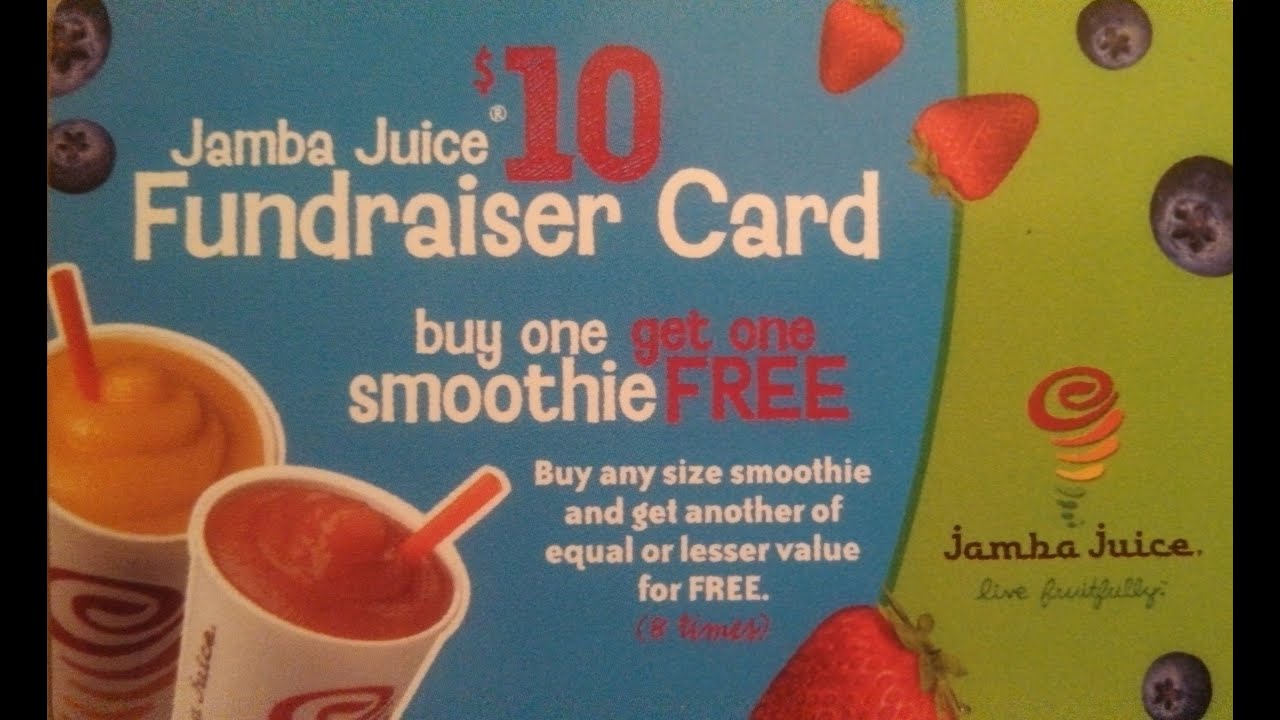 $10
Jamba Juice®
Fundraiser Card
buy one get one
smoothie FREE
Buy any size smoothie
and get another of
equal or lesser value
for FREE.
(8 times)
jamba juice.
live fruitfully.™